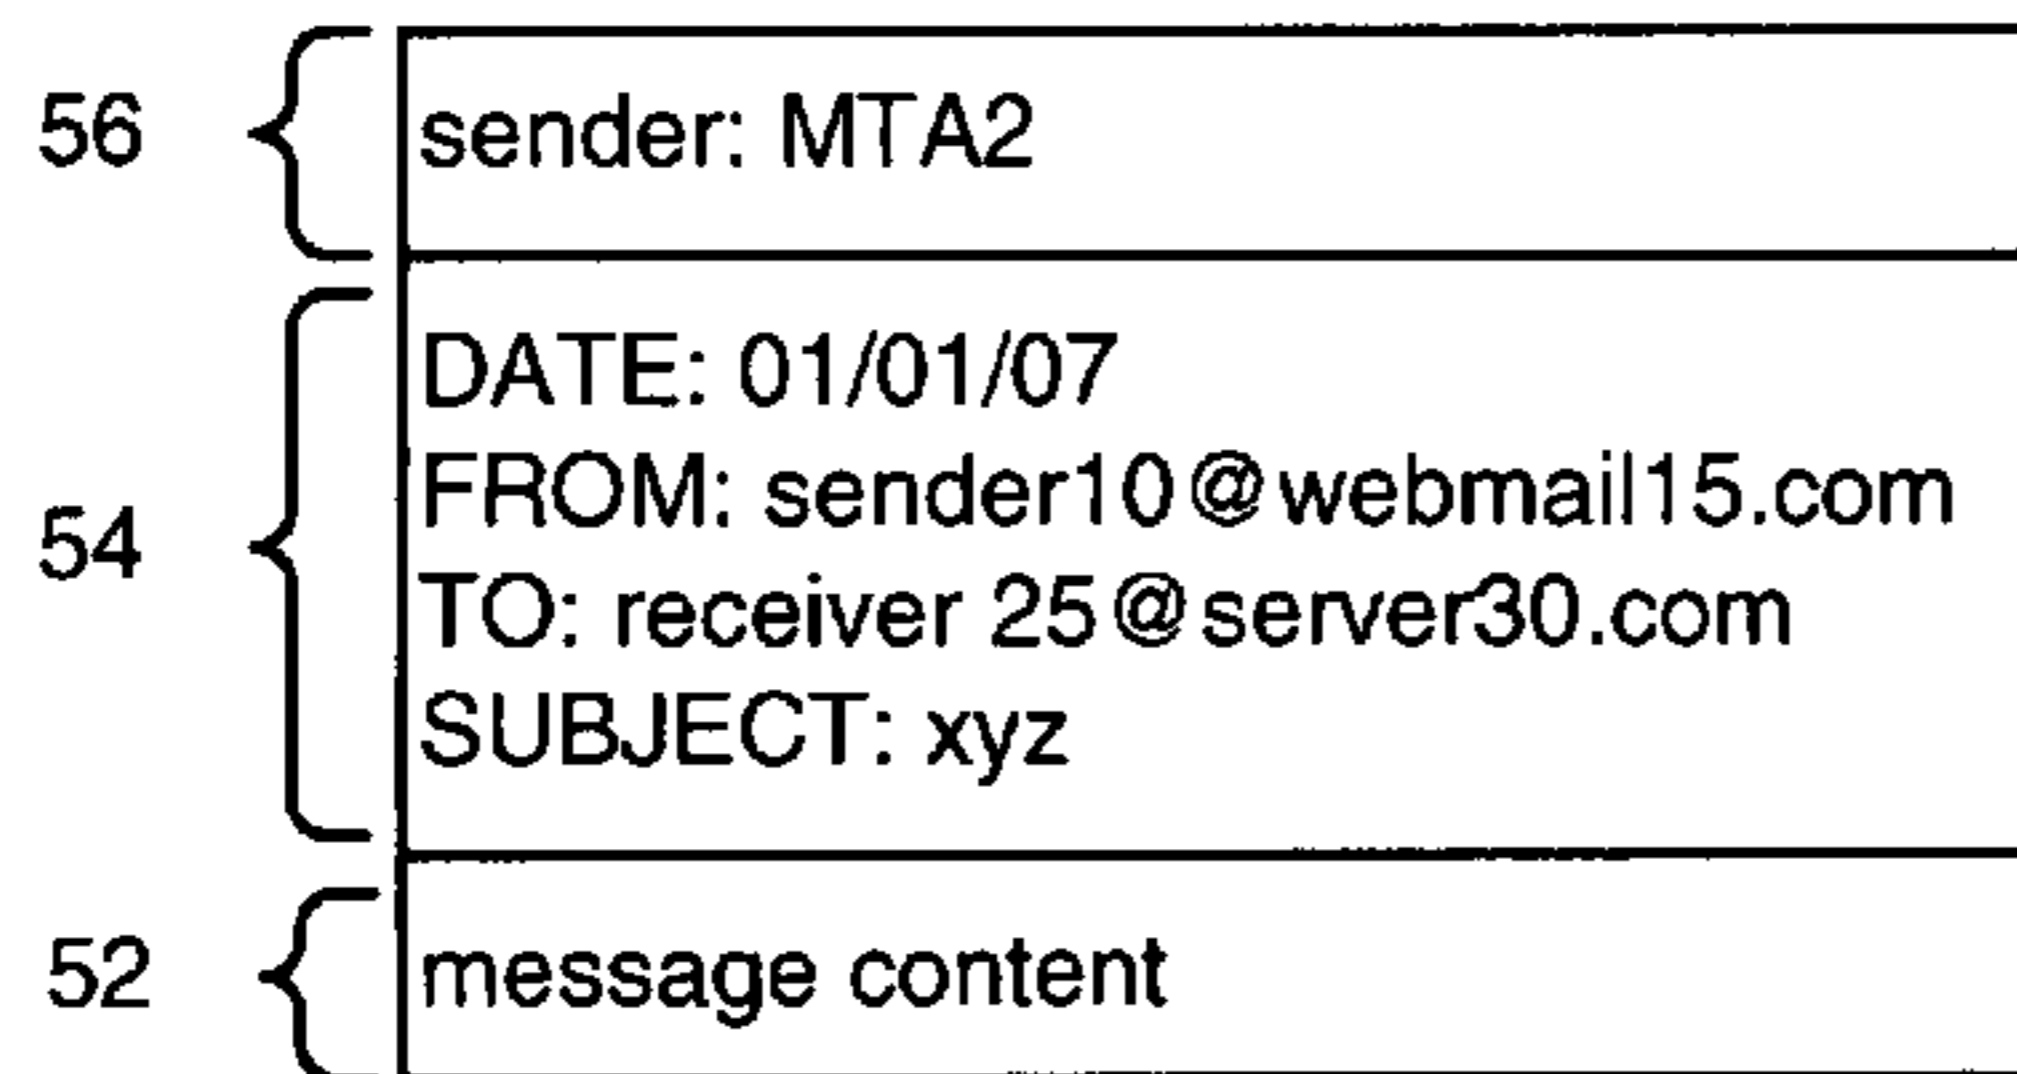 56 sender: MTA2
DATE: 01/01/07
FROM: sender10@webmail15.com
54
TO: receiver 25@server30.com
SUBJECT: xyz
52 message content